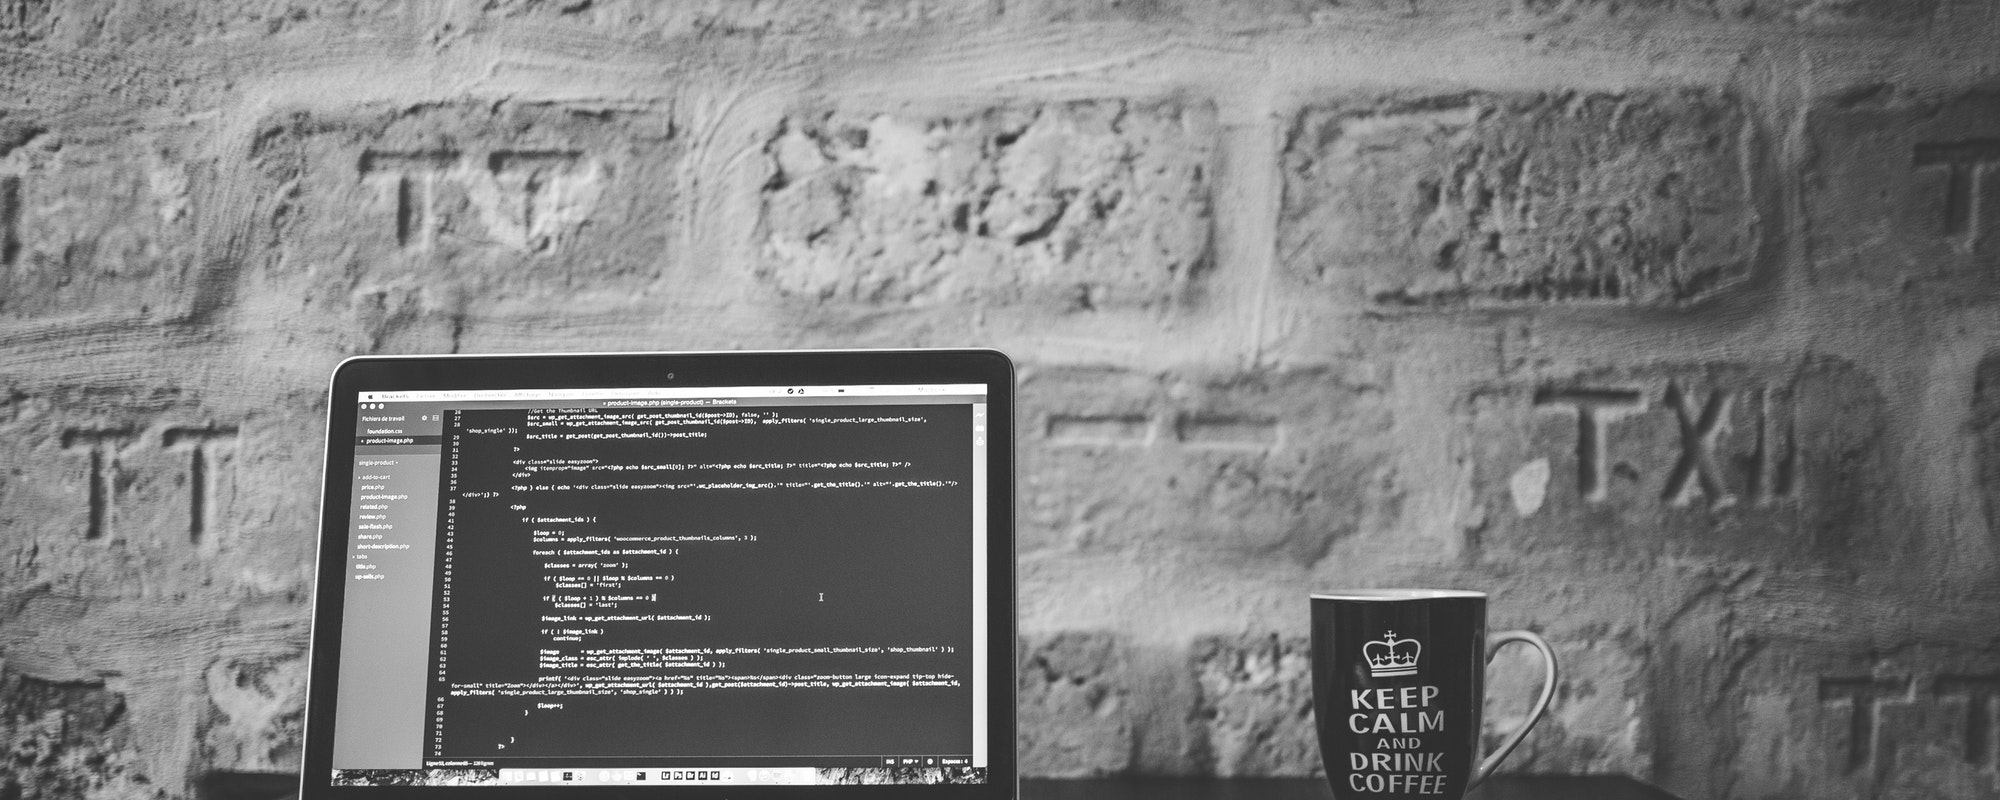 TT
TXI
TT
Brackets
product-image.php (single-product) — Brackets
Fichiers de travail
foundation.css
product-image.php
single-product
add-to-cart
price.php
product-image.php
related.php
review.php
sale-flash.php
share.php
short-description.php
tabs
title.php
up-sells.php
26 //Get the Thumbnail URL
27 $src = wp_get_attachment_image_src( get_post_thumbnail_id($post->ID), false, '' );
28 $src_small = wp_get_attachment_image_src( get_post_thumbnail_id($post->ID), apply_filters( 'single_product_large_thumbnail_size',
'shop_single' ));
29 $src_title = get_post(get_post_thumbnail_id())->post_title;
30
31 ?>
32
33 <div class="slide easyzoom">
34 <img itemprop="image" src="<?php echo $src_small[0]; ?>" alt="<?php echo $src_title; ?>" title="<?php echo $src_title; ?>" />
35 </div>
36
37 <?php } else { echo '<div class="slide easyzoom"><img src="'.wc_placeholder_img_src().'" title="'.get_the_title().'" alt="'.get_the_title().'"/>
</div>';} ?>
38
39 <?php
40
41 if ( $attachment_ids ) {
42
43 $loop = 0;
44 $columns = apply_filters( 'woocommerce_product_thumbnails_columns', 3 );
45
46 foreach ( $attachment_ids as $attachment_id ) {
47
48 $classes = array( 'zoom' );
49
50 if ( $loop == 0 || $loop % $columns == 0 )
51 $classes[] = 'first';
52
53 if ( ( $loop + 1 ) % $columns == 0 )
54 $classes[] = 'last';
55
56 $image_link = wp_get_attachment_url( $attachment_id );
57
58 if ( ! $image_link )
59 continue;
60
61 $image = wp_get_attachment_image( $attachment_id, apply_filters( 'single_product_small_thumbnail_size', 'shop_thumbnail' ) );
62 $image_class = esc_attr( implode( ' ', $classes ) );
63 $image_title = esc_attr( get_the_title( $attachment_id ) );
64
65 printf( '<div class="slide easyzoom"><a href="%s" title="%s"><span>%s</span><div class="zoom-button large icon-expand tip-top hide-
for-small" title="Zoom"></div></a></div>', wp_get_attachment_url( $attachment_id ),get_post($attachment_id)->post_title, wp_get_attachment_image( $attachment_id,
apply_filters( 'single_product_large_thumbnail_size', 'shop_single' ) ) );
66
67 $loop++;
68 }
69
70
71
72 }
73 ?>
74
INS PHP Espaces : 4
Lr Ps Br Ai Id
KEEP
CALM
AND
DRINK
COFFEE